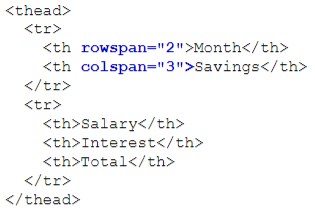 <thead>
  <tr>
    <th rowspan="2">Month</th>
    <th colspan="3">Savings</th>
  </tr>
  <tr>
    <th>Salary</th>
    <th>Interest</th>
    <th>Total</th>
  </tr>
</thead>